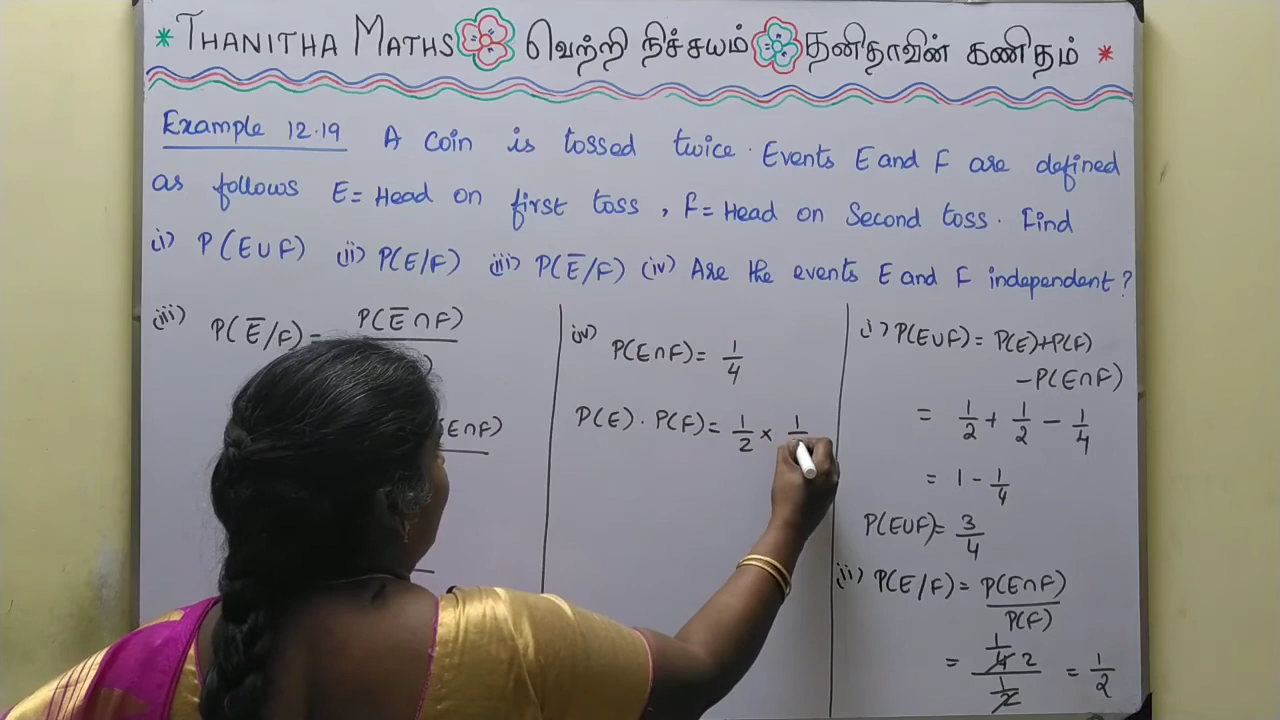 * THANITHA MATHS வெற்றி நிச்சயம் தனிதாவின் கணிதம் *
Example 12.19 A coin is tossed twice. Events E and F are defined
as follows E= Head on first toss, F= Head on Second toss. Find
(i) P(E∪F) (ii) P(E/F) (iii) P(E̅/F) (iv) Are the events E and F independent?
(iii) P(E̅/F) = P(E̅∩F)
E∩F)
(iv) P(E∩F) = 1/4
P(E) . P(F) = 1/2 × 1
(i) P(E∪F) = P(E)+P(F)
-P(E∩F)
= 1/2 + 1/2 - 1/4
= 1 - 1/4
P(E∪F) = 3/4
(ii) P(E/F) = P(E∩F)
P(F)
= 1/4 2 / 1/2 = 1/2